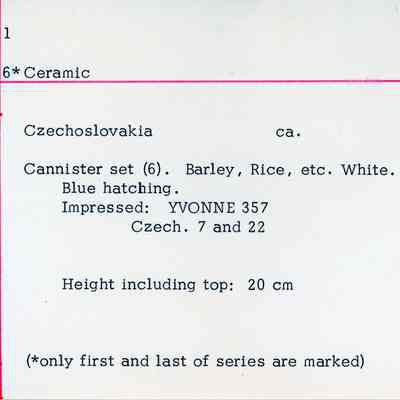 1
6* Ceramic
Czechoslovakia ca.
Cannister set (6). Barley, Rice, etc. White.
Blue hatching.
Impressed: YVONNE 357
Czech. 7 and 22
Height including top: 20 cm
(*only first and last of series are marked)